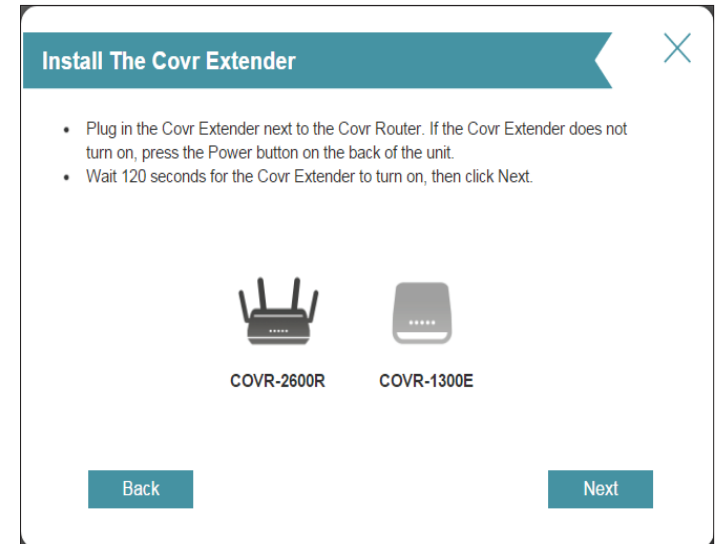 Install The Covr Extender
• Plug in the Covr Extender next to the Covr Router. If the Covr Extender does not
turn on, press the Power button on the back of the unit.
• Wait 120 seconds for the Covr Extender to turn on, then click Next.
COVR-2600R COVR-1300E
Back Next